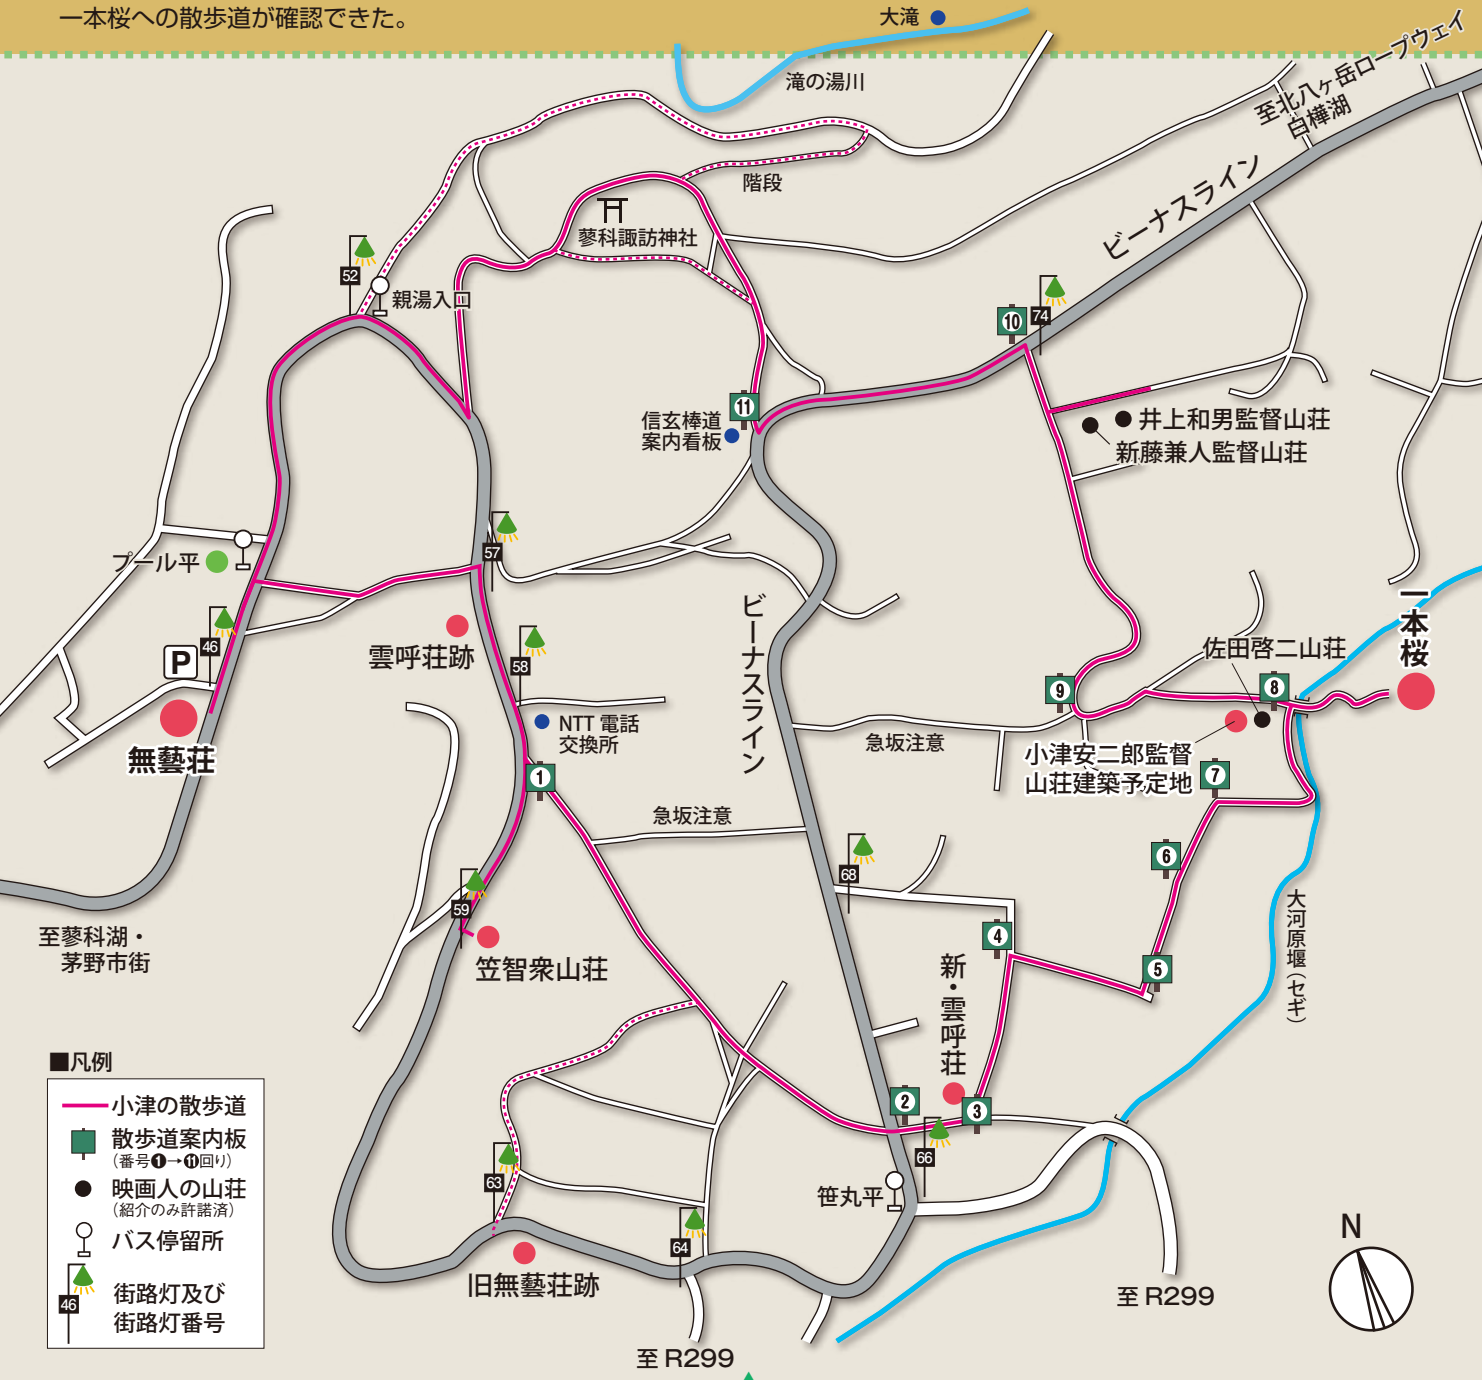 一本桜への散歩道が確認できた。
大滝
滝の湯川
至北八ヶ岳ロープウェイ
白樺湖
ビーナスライン
階段
蓼科諏訪神社
52
親湯入口
10
74
11
信玄棒道
案内看板
井上和男監督山荘
新藤兼人監督山荘
プール平
57
46
P
無藝荘
雲呼荘跡
58
NTT 電話
交換所
ビーナスライン
一本桜
佐田啓二山荘
9
8
急坂注意
小津安二郎監督
山荘建築予定地
7
1
急坂注意
6
68
59
至蓼科湖・
茅野市街
笠智衆山荘
4
5
新・雲呼荘
大河原堰（セギ）
2
3
66
笹丸平
63
64
旧無藝荘跡
至 R299
至 R299
N
■凡例
小津の散歩道
散歩道案内板
（番号❶→⓫回り）
映画人の山荘
（紹介のみ許諾済）
バス停留所
46
街路灯及び
街路灯番号